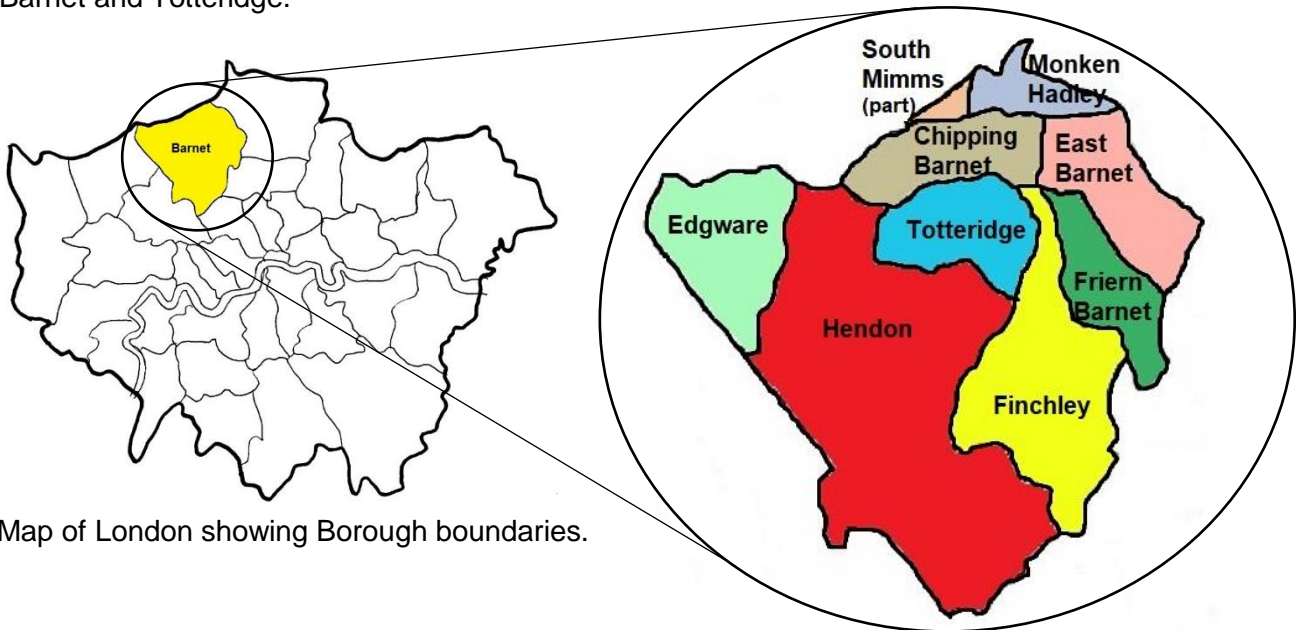 Barnet and Totteridge.
Barnet
Map of London showing Borough boundaries.
South
Mimms
(part)
Monken
Hadley
Chipping
Barnet
East
Barnet
Edgware
Totteridge
Friern
Barnet
Hendon
Finchley